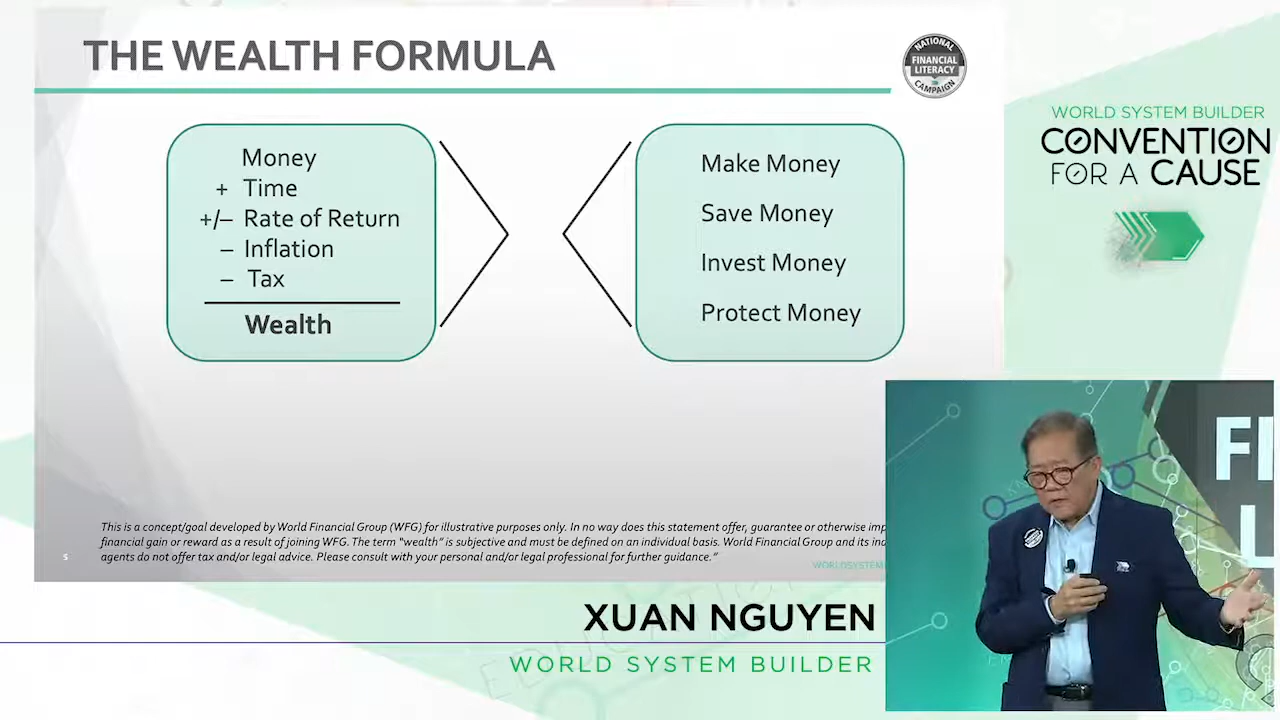 THE WEALTH FORMULA
NATIONAL
FINANCIAL
LITERACY
CAMPAIGN
WORLD SYSTEM BUILDER
CONVENTION
FOR A CAUSE
Money
+ Time
+/– Rate of Return
– Inflation
– Tax
Wealth
Make Money
Save Money
Invest Money
Protect Money
This is a concept/goal developed by World Financial Group (WFG) for illustrative purposes only. In no way does this statement offer, guarantee or otherwise imp
financial gain or reward as a result of joining WFG. The term "wealth" is subjective and must be defined on an individual basis. World Financial Group and its in
agents do not offer tax and/or legal advice. Please consult with your personal and/or legal professional for further guidance."
5
WORLDSYSTEM
XUAN NGUYEN
WORLD SYSTEM BUILDER
FI
L